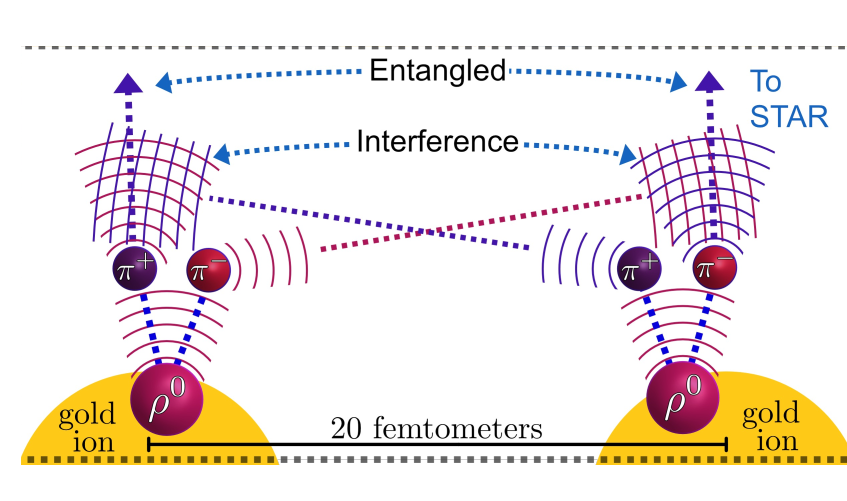 Entangled
To
STAR
Interference
π+
π−
π+
π−
ρ0
ρ0
gold
ion
20 femtometers
gold
ion